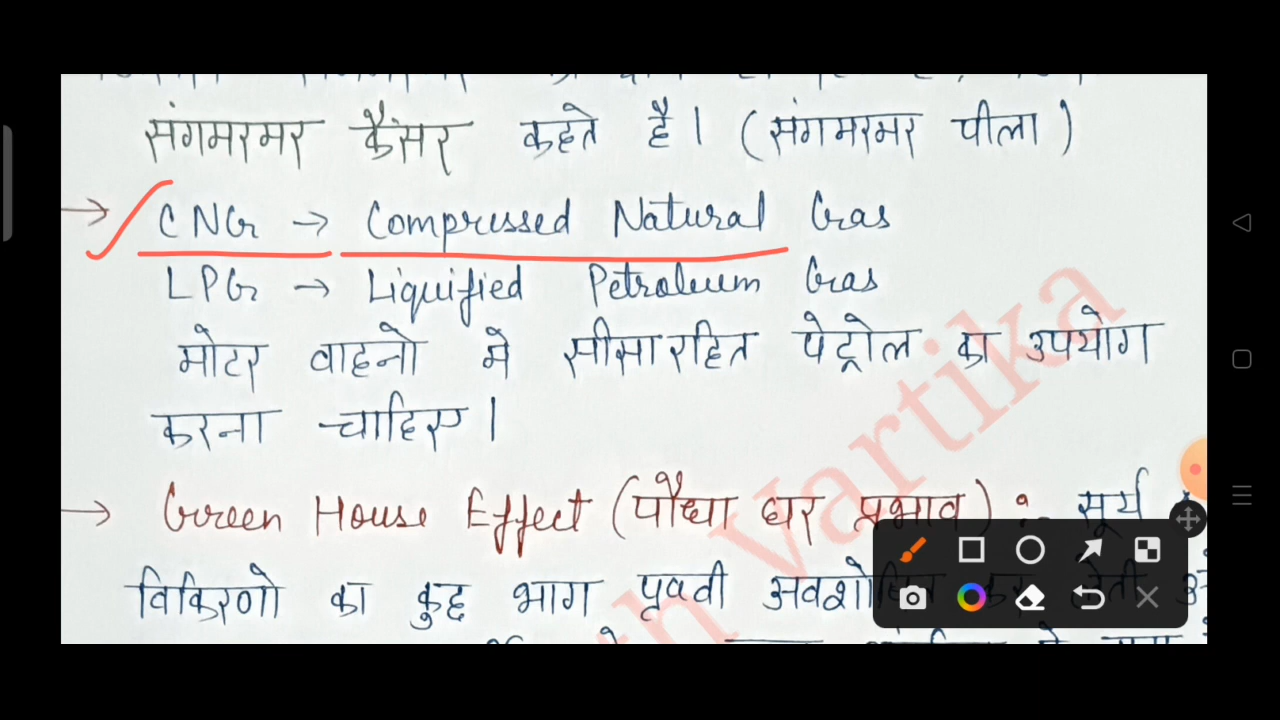 संगमरमर कैंसर कहते है। (संगमरमर पीला)
→ CNG → Compressed Natural Gas
LPG → Liquified Petroleum Gas
मोटर वाहनो मे सीसा रहित पेट्रोल का उपयोग
करना चाहिए।
→ Green House Effect (पौधा घर प्रभाव) : सूर्य
विकिरणो का कुछ भाग पृथ्वी
Vartika